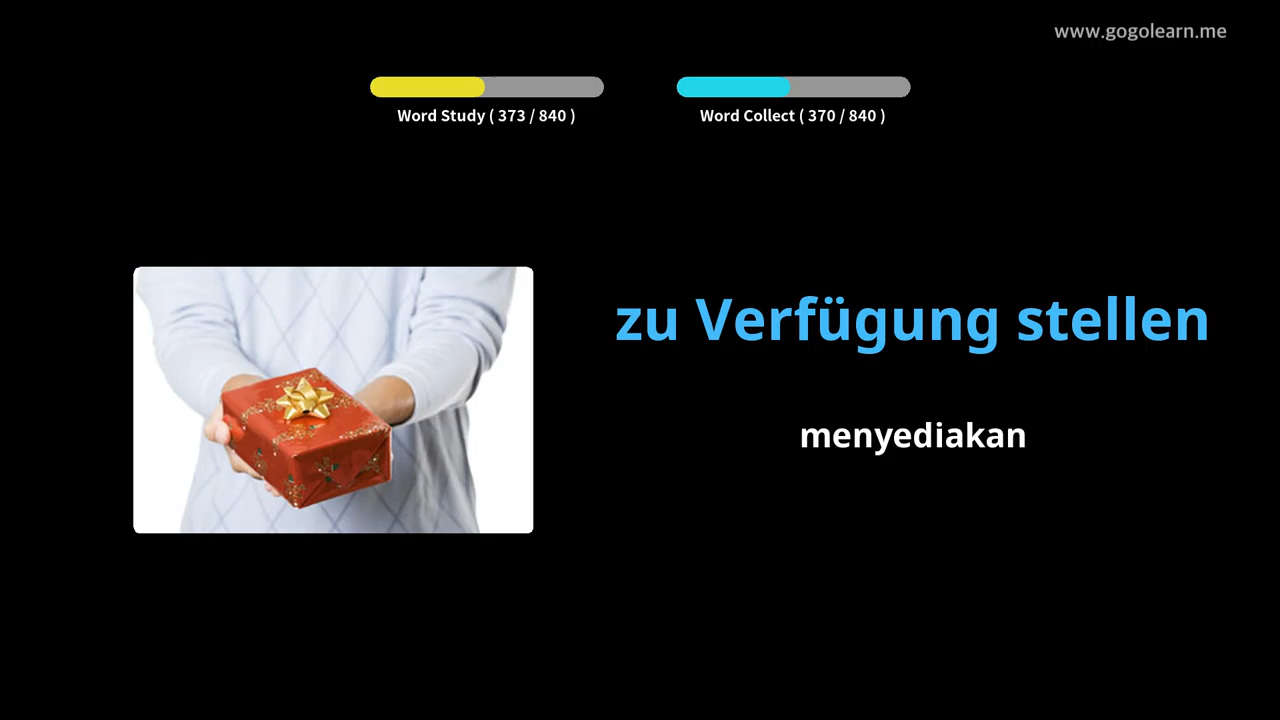 www.gogolearn.me
Word Study ( 373 / 840 )
Word Collect ( 370 / 840 )
zu Verfügung stellen
menyediakan